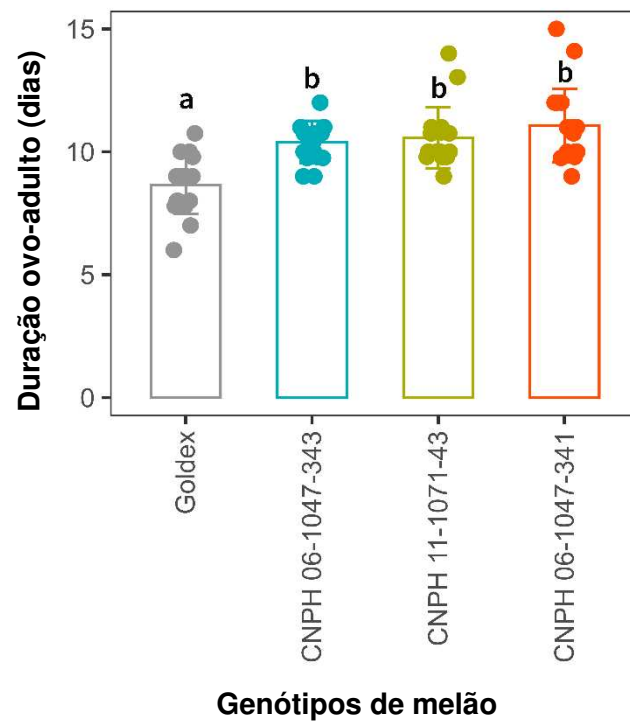 Duração ovo-adulto (dias)
15
10
5
0
a
b
b
b
Goldex
CNPH 06-1047-343
CNPH 11-1071-43
CNPH 06-1047-341
Genótipos de melão